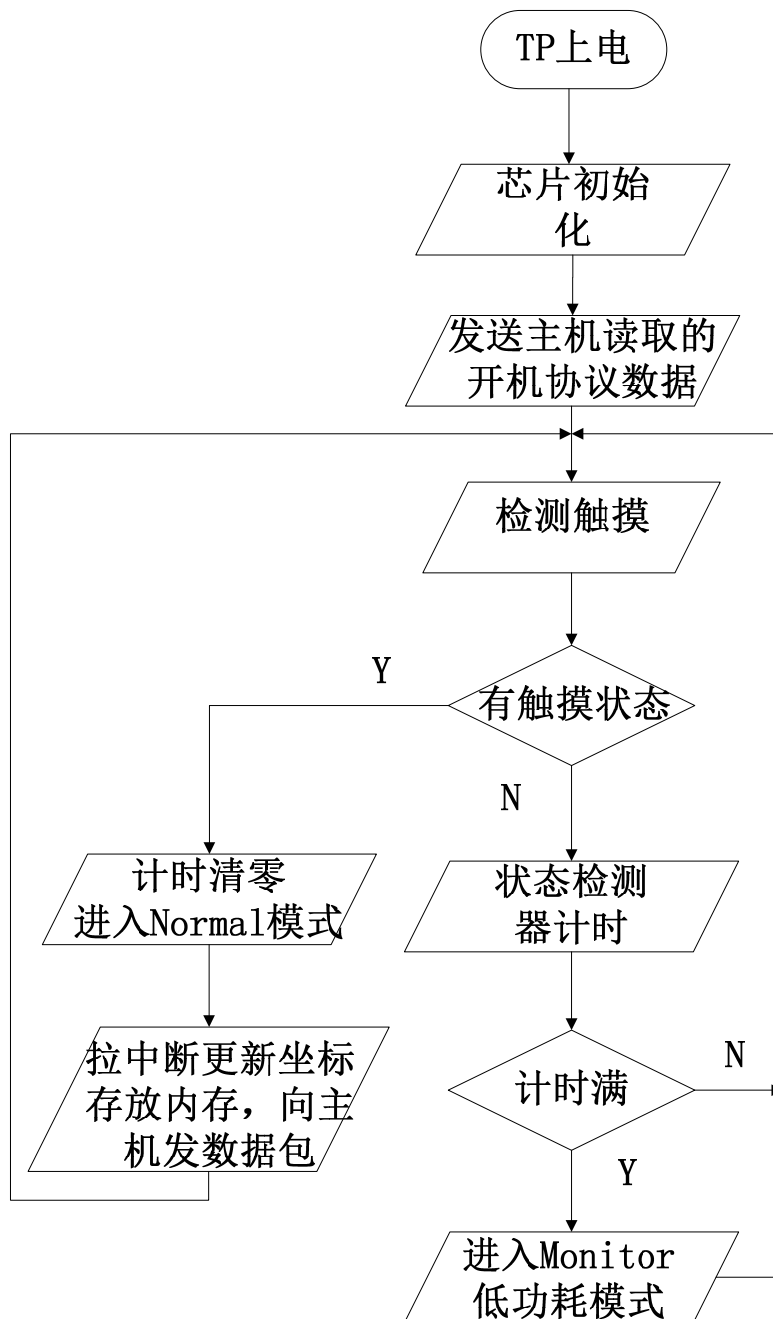 TP上电
芯片初始
化
发送主机读取的
开机协议数据
检测触摸
有触摸状态
Y
N
计时清零
进入Normal模式
状态检测
器计时
拉中断更新坐标
存放内存，向主
机发数据包
计时满
N
Y
进入Monitor
低功耗模式